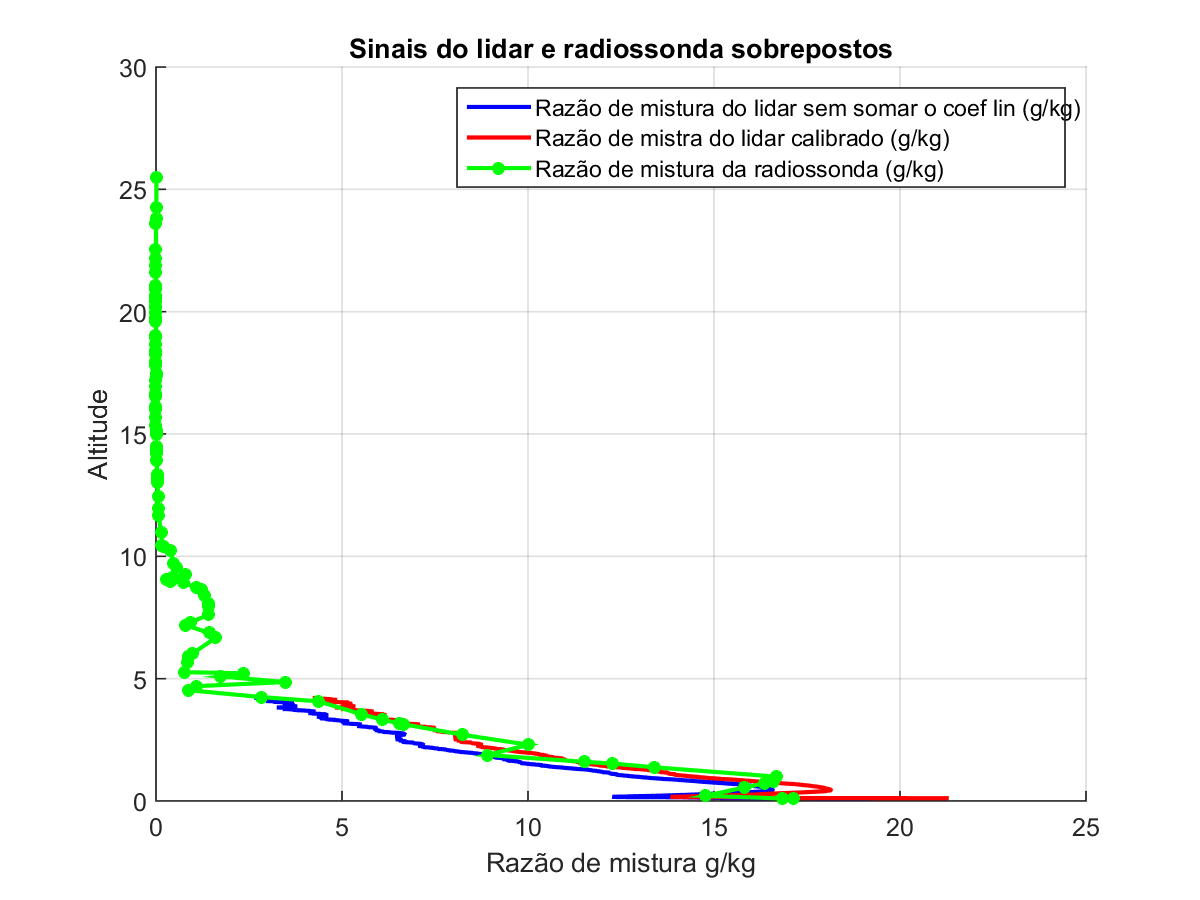 Sinais do lidar e radiossonda sobrepostos
30
Razão de mistura do lidar sem somar o coef lin (g/kg)
Razão de mistra do lidar calibrado (g/kg)
Razão de mistura da radiossonda (g/kg)
25
20
15
Altitude
10
5
0
0 5 10 15 20 25
Razão de mistura g/kg